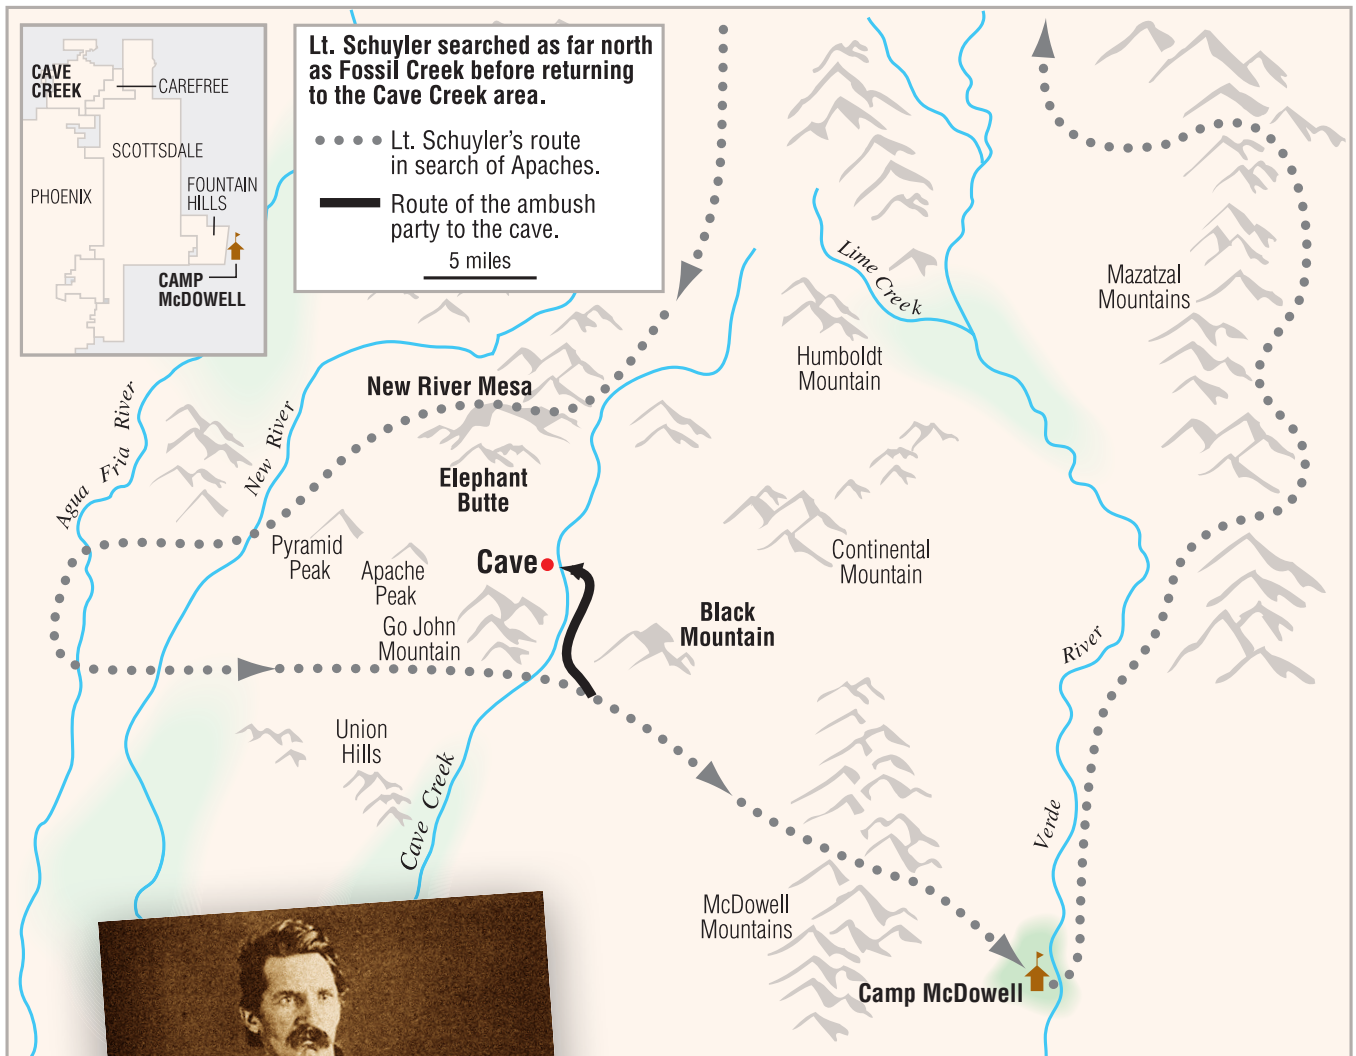 CAVE
CREEK
CAREFREE
SCOTTSDALE
PHOENIX
FOUNTAIN
HILLS
CAMP
McDOWELL
Lt. Schuyler searched as far north
as Fossil Creek before returning
to the Cave Creek area.
Lt. Schuyler’s route
in search of Apaches.
Route of the ambush
party to the cave.
5 miles
Lime Creek
Mazatzal
Mountains
Humboldt
Mountain
New River Mesa
Agua Fria River
New River
Elephant
Butte
Pyramid
Peak
Apache
Peak
Cave
Continental
Mountain
Go John
Mountain
Black
Mountain
River
Union
Hills
Cave Creek
Verde
McDowell
Mountains
Camp McDowell